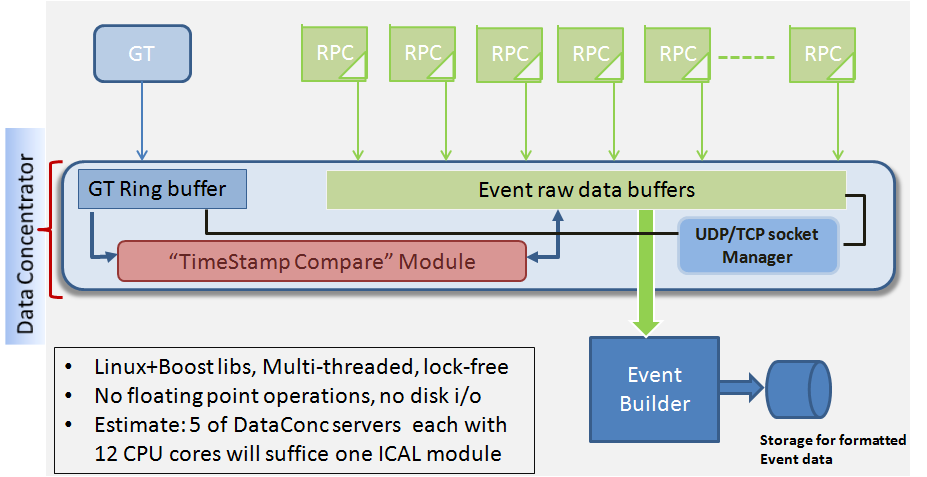 GT
RPC RPC RPC RPC RPC RPC
Data Concentrator
GT Ring buffer
Event raw data buffers
UDP/TCP socket
Manager
“TimeStamp Compare” Module
• Linux+Boost libs, Multi-threaded, lock-free
• No floating point operations, no disk i/o
• Estimate: 5 of DataConc servers each with
12 CPU cores will suffice one ICAL module
Event
Builder
Storage for formatted
Event data